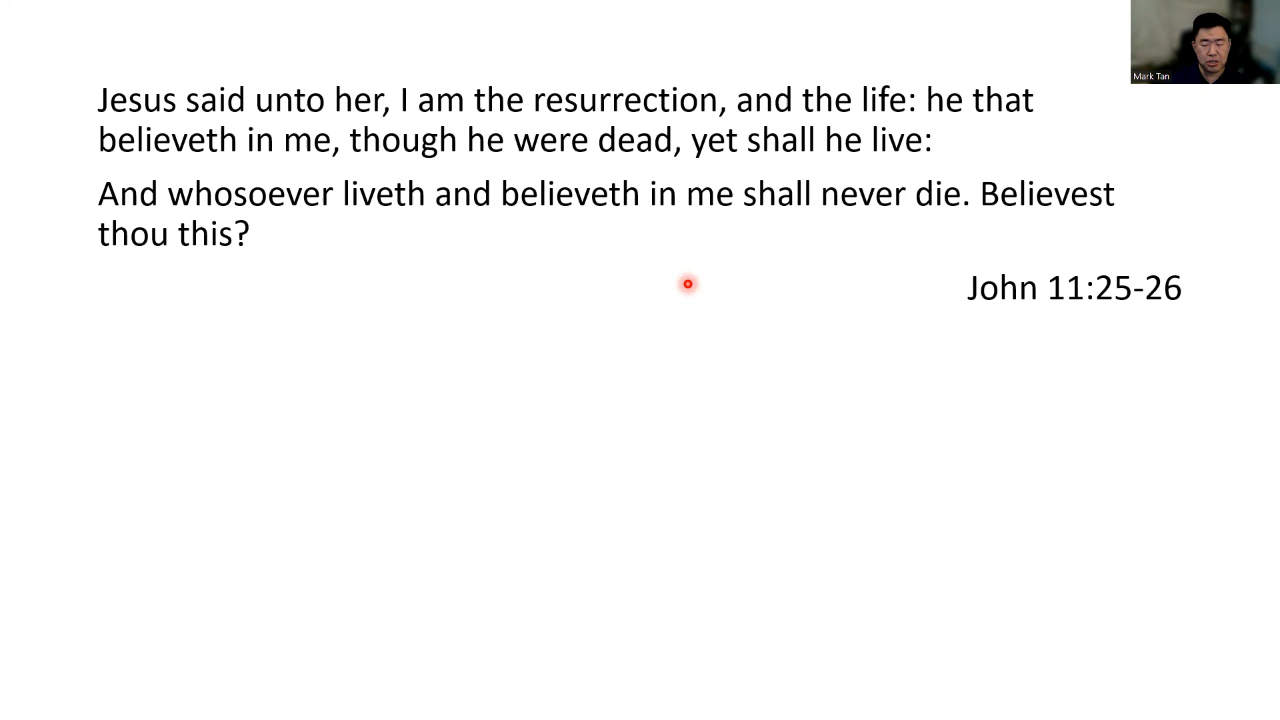 Mark Tan
Jesus said unto her, I am the resurrection, and the life: he that
believeth in me, though he were dead, yet shall he live:
And whosoever liveth and believeth in me shall never die. Believest
thou this?
John 11:25-26